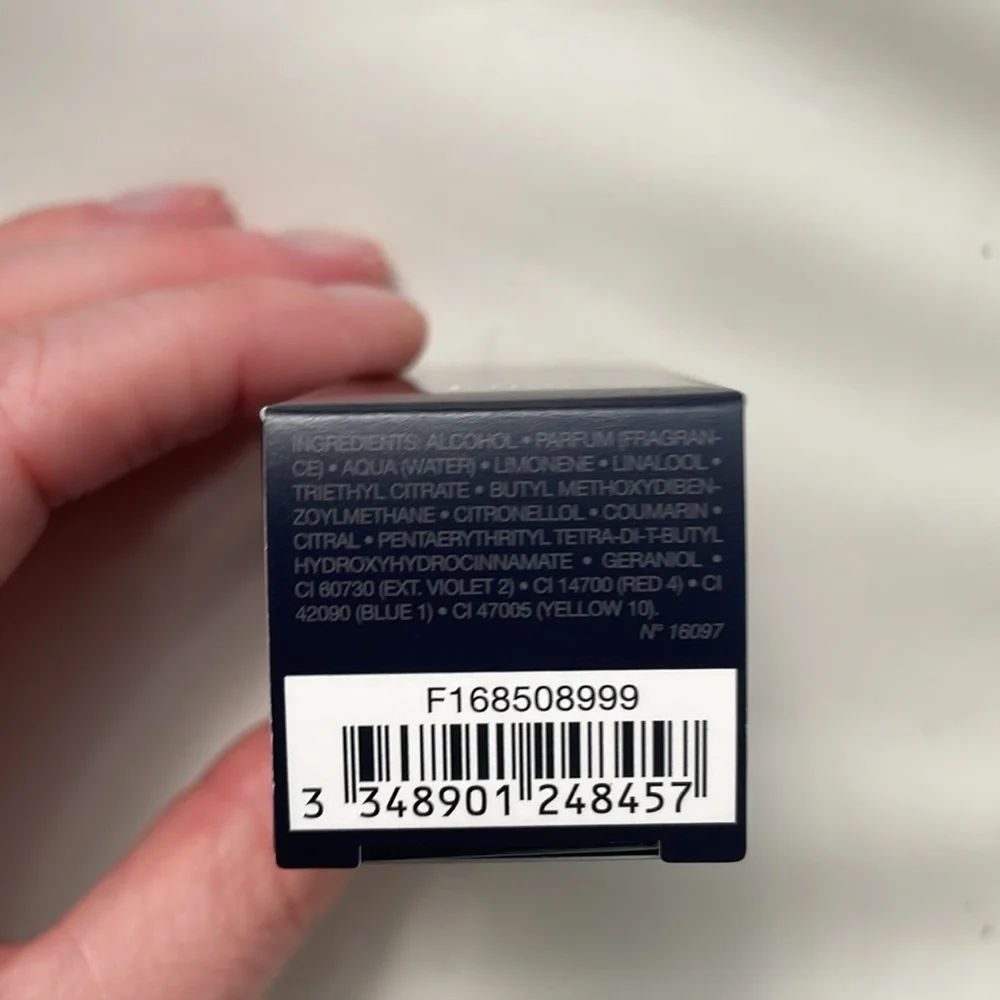 INGREDIENTS: ALCOHOL • PARFUM (FRAGRAN-
CE) • AQUA (WATER) • LIMONENE • LINALOOL •
TRIETHYL CITRATE • BUTYL METHOXYDIBEN-
ZOYLMETHANE • CITRONELLOL • COUMARIN •
CITRAL • PENTAERYTHRITYL TETRA-DI-T-BUTYL
HYDROXYHYDROCINNAMATE • GERANIOL •
CI 60730 (EXT. VIOLET 2) • CI 14700 (RED 4) • CI
42090 (BLUE 1) • CI 47005 (YELLOW 10).
N° 16097
F168508999
3 348901 248457